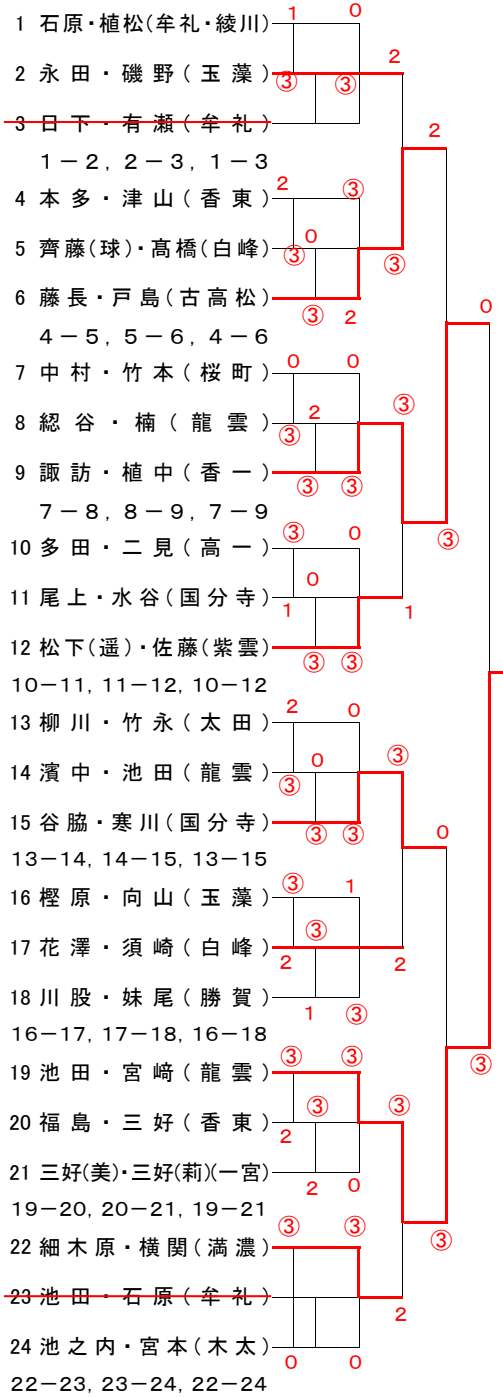 1 0
1 石原・植松(牟礼・綾川)
2
2 永田・磯野(玉藻)
③ ③
3 日下・有瀬(牟礼)
2
1－2, 2－3, 1－3
2 ③
4 本多・津山(香東)
0
5 齊藤(球)・髙橋(白峰)
③ ③
6 藤長・戸島(古高松)
0
③ 2
4－5, 5－6, 4－6
0 0
7 中村・竹本(桜町)
2 ③
8 綛谷・楠(龍雲)
③
9 諏訪・植中(香一)
③ ③
7－8, 8－9, 7－9
③ 0 ③
10 多田・二見(高一)
0
11 尾上・水谷(国分寺)
1 1
12 松下(遥)・佐藤(紫雲)
③ ③
10－11, 11－12, 10－12
2 0
13 柳川・竹永(太田)
0 ③
14 濱中・池田(龍雲)
③
15 谷脇・寒川(国分寺)
③ ③ 0
13－14, 14－15, 13－15
③ 1
16 樫原・向山(玉藻)
③
17 花澤・須崎(白峰)
2 2
18 川股・妹尾(勝賀)
1 ③
16－17, 17－18, 16－18
③ ③ ③
19 池田・宮﨑(龍雲)
③ ③
20 福島・三好(香東)
2
21 三好(美)・三好(莉)(一宮)
2 0
19－20, 20－21, 19－21
③ ③ ③
22 細木原・横関(満濃)
23 池田・石原(牟礼)
2
24 池之内・宮本(木太)
0 0
22－23, 23－24, 22－24